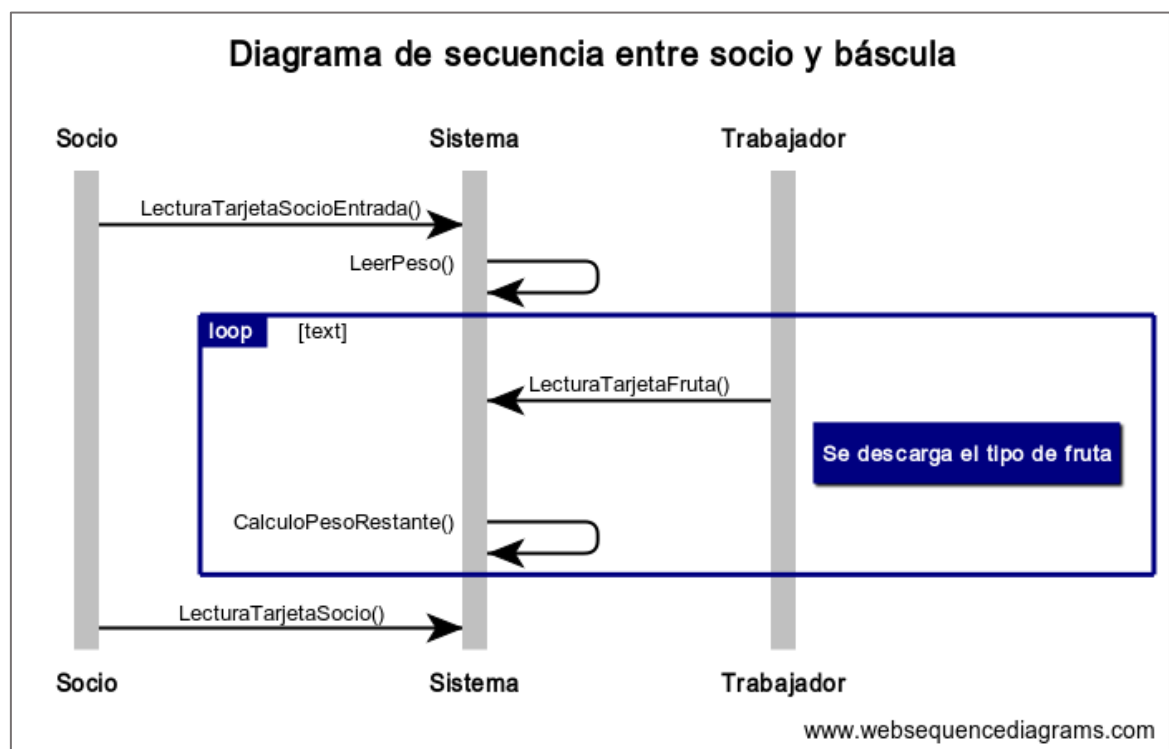 Diagrama de secuencia entre socio y báscula
Socio Sistema Trabajador
LecturaTarjetaSocioEntrada()
LeerPeso()
loop [text]
LecturaTarjetaFruta()
Se descarga el tipo de fruta
CalculoPesoRestante()
LecturaTarjetaSocio()
Socio Sistema Trabajador
www.websequencediagrams.com